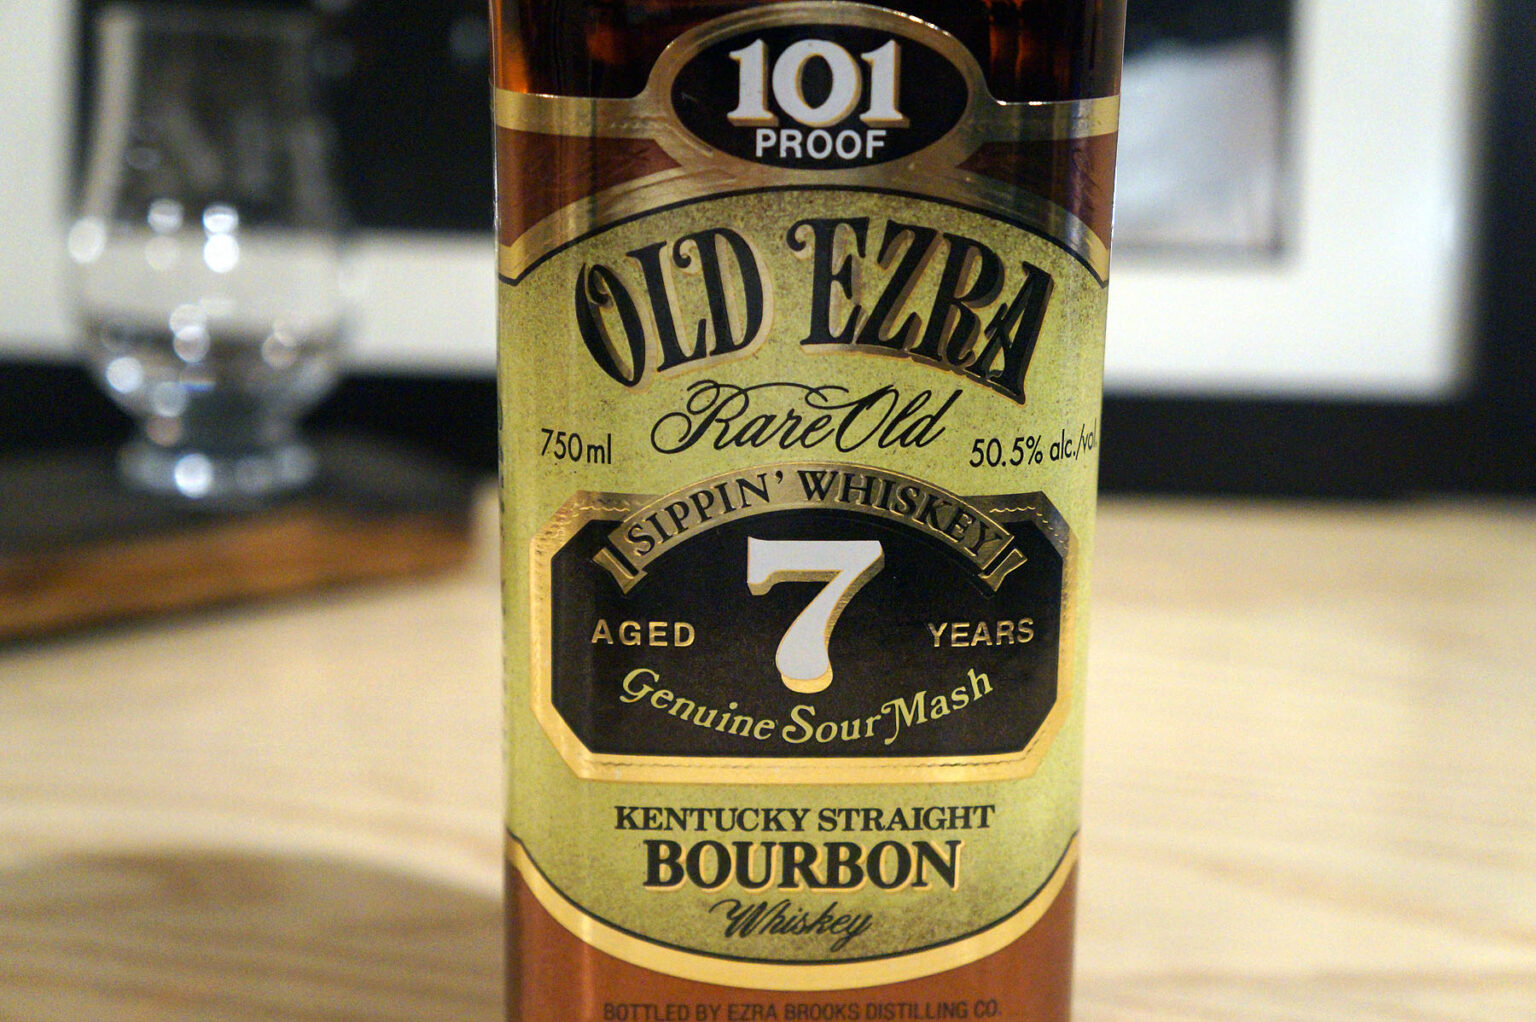 101
PROOF
OLD EZRA
Rare Old
750 ml
50.5% alc./vol.
SIPPIN' WHISKEY
7
AGED
YEARS
Genuine Sour Mash
KENTUCKY STRAIGHT
BOURBON
Whiskey
BOTTLED BY EZRA BROOKS DISTILLING CO.